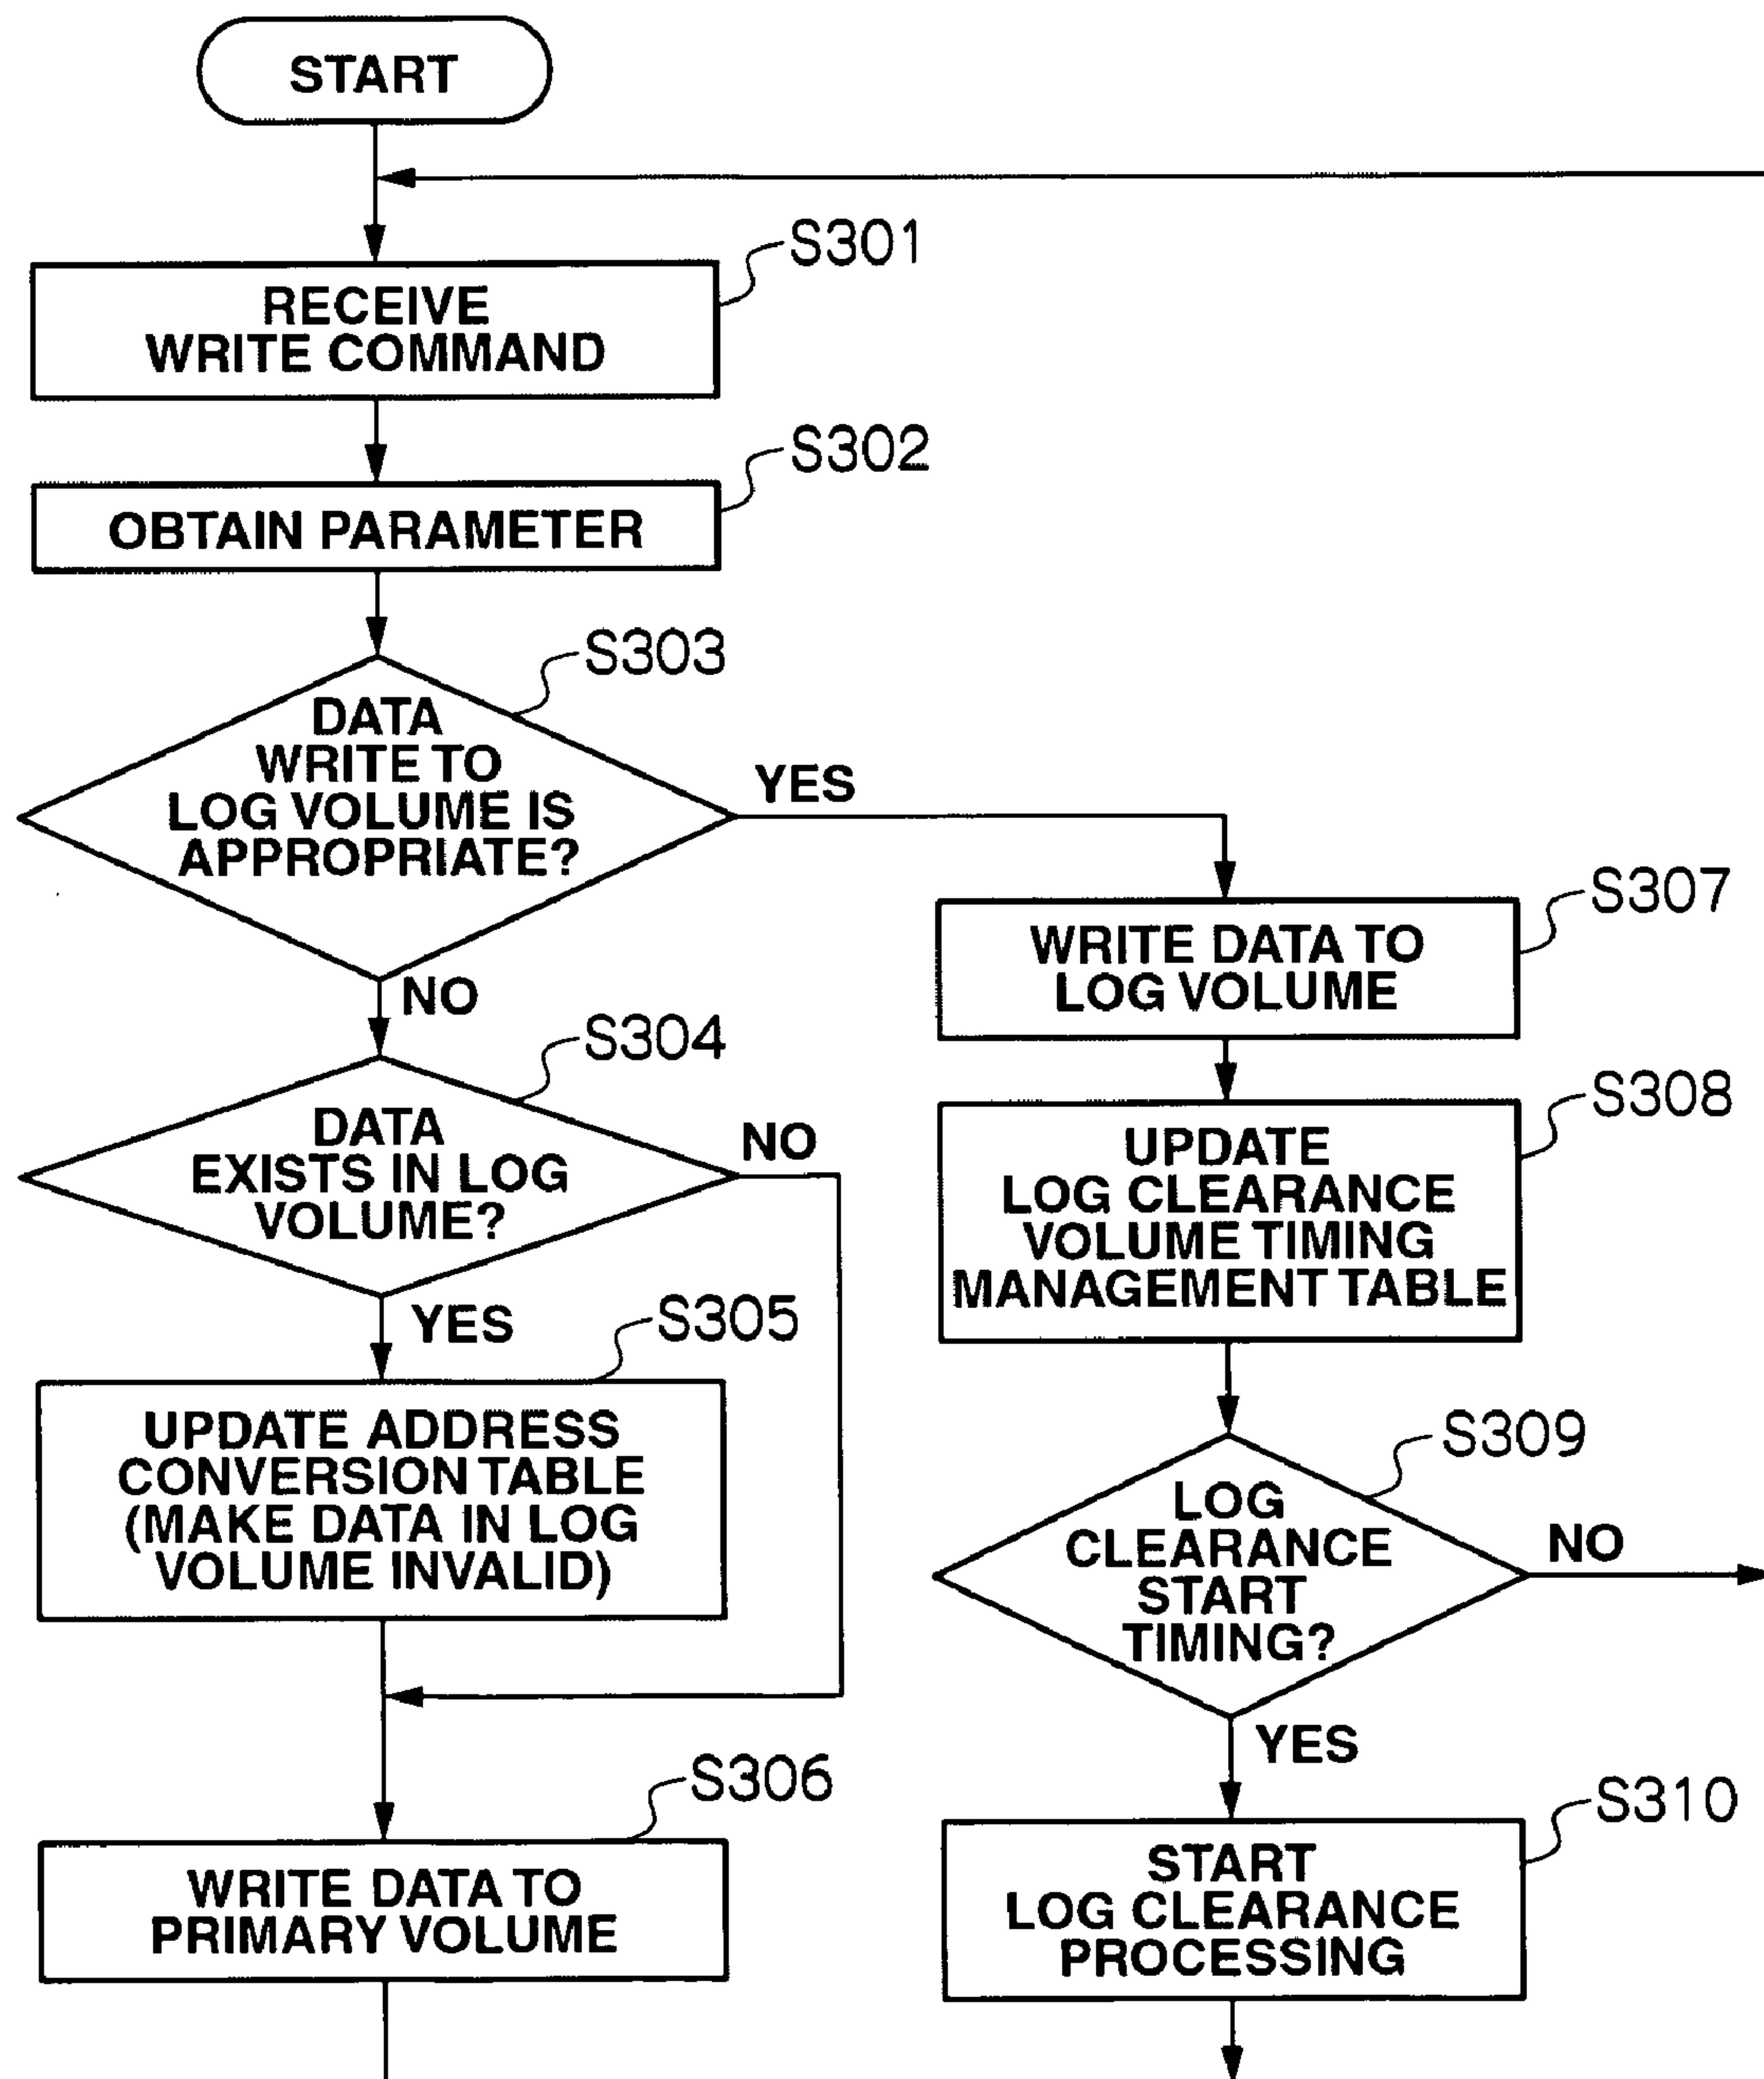 START
S301
RECEIVE
WRITE COMMAND
S302
OBTAIN PARAMETER
S303
DATA
WRITE TO
LOG VOLUME IS
APPROPRIATE?
YES
NO
S304
DATA
EXISTS IN LOG
VOLUME?
NO
YES
S305
UPDATE ADDRESS
CONVERSION TABLE
(MAKE DATA IN LOG
VOLUME INVALID)
S306
WRITE DATA TO
PRIMARY VOLUME
S307
WRITE DATA TO
LOG VOLUME
S308
UPDATE
LOG CLEARANCE
VOLUME TIMING
MANAGEMENT TABLE
S309
LOG
CLEARANCE
START
TIMING?
NO
YES
S310
START
LOG CLEARANCE
PROCESSING